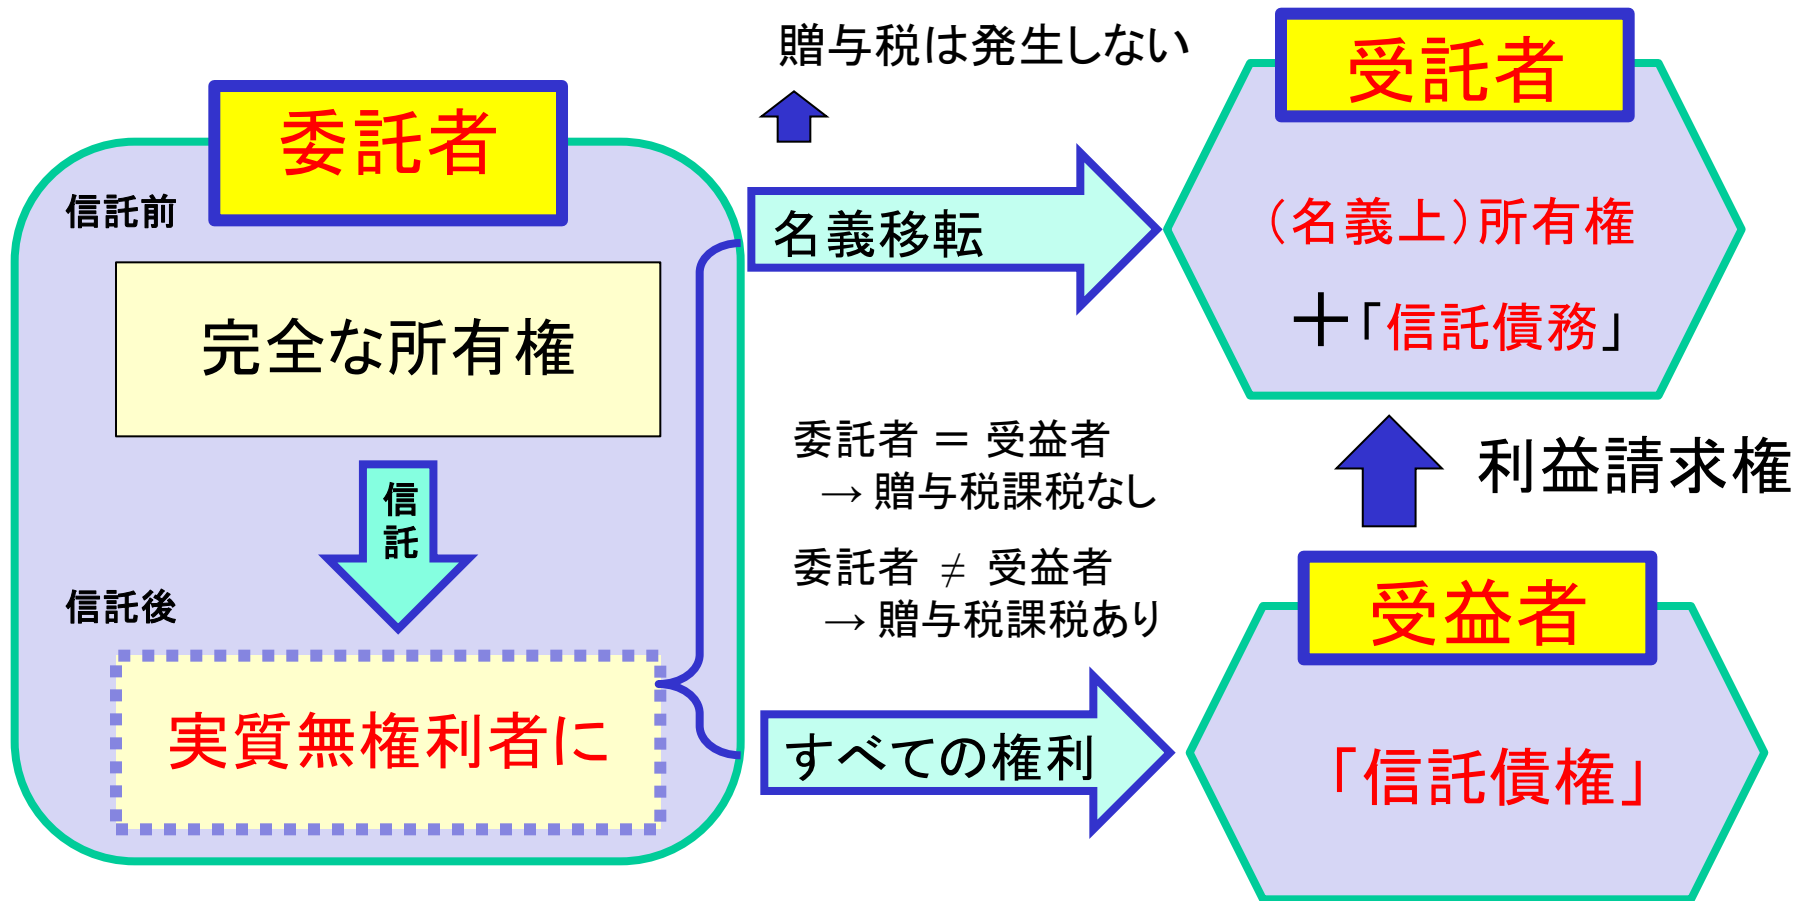 委託者
信託前
完全な所有権
信託
信託後
実質無権利者に
贈与税は発生しない
名義移転
委託者 ＝ 受益者
→ 贈与税課税なし
委託者 ≠ 受益者
→ 贈与税課税あり
すべての権利
受託者
（名義上）所有権
＋「信託債務」
利益請求権
受益者
「信託債権」